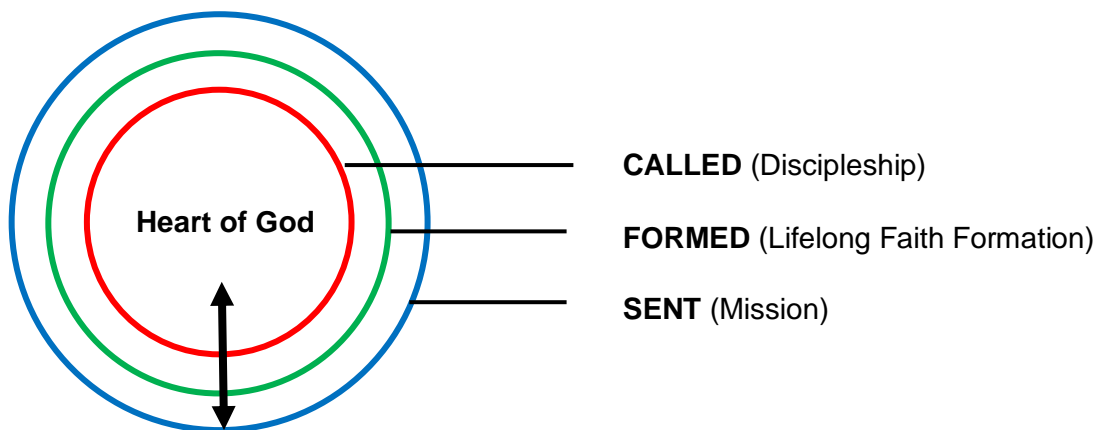 CALLED (Discipleship)
Heart of God
FORMED (Lifelong Faith Formation)
SENT (Mission)